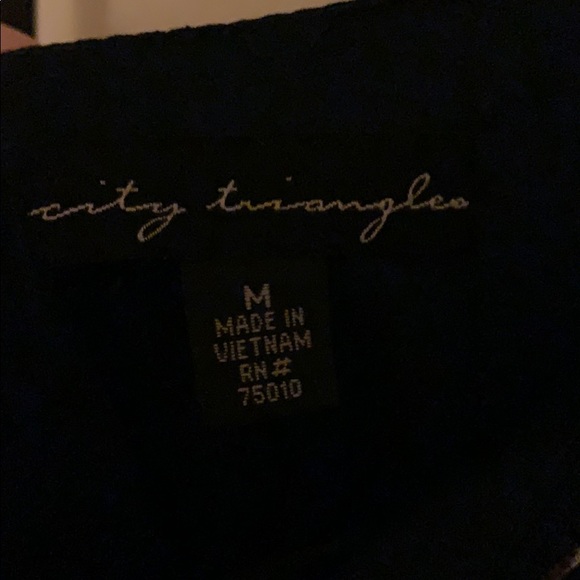 city triangles
M
MADE IN
VIETNAM
RN#
75010